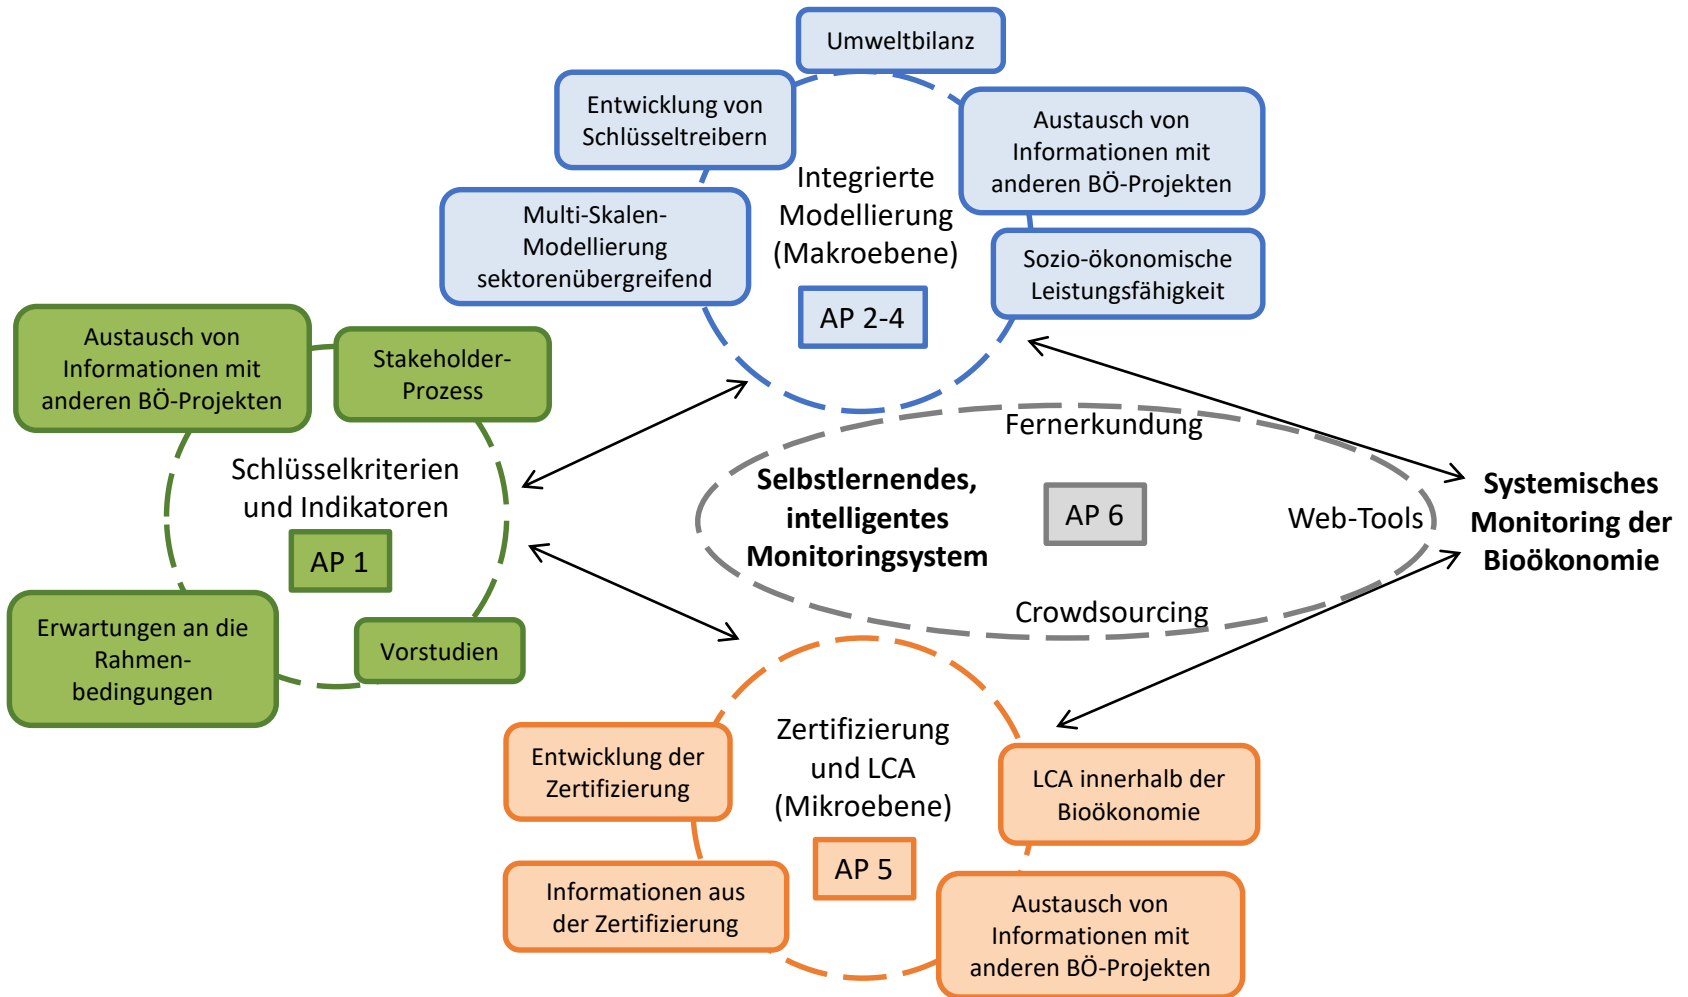 Umweltbilanz
Entwicklung von
Schlüsseltreibern
Austausch von
Informationen mit
anderen BÖ-Projekten
Integrierte
Modellierung
(Makroebene)
AP 2-4
Multi-Skalen-
Modellierung
sektorenübergreifend
Sozio-ökonomische
Leistungsfähigkeit
Austausch von
Informationen mit
anderen BÖ-Projekten
Stakeholder-
Prozess
Schlüsselkriterien
und Indikatoren
AP 1
Erwartungen an die
Rahmen-
bedingungen
Vorstudien
Fernerkundung
Selbstlernendes,
intelligentes
Monitoringsystem
AP 6
Web-Tools
Crowdsourcing
Systemisches
Monitoring der
Bioökonomie
Zertifizierung
und LCA
(Mikroebene)
AP 5
Entwicklung der
Zertifizierung
LCA innerhalb der
Bioökonomie
Informationen aus
der Zertifizierung
Austausch von
Informationen mit
anderen BÖ-Projekten